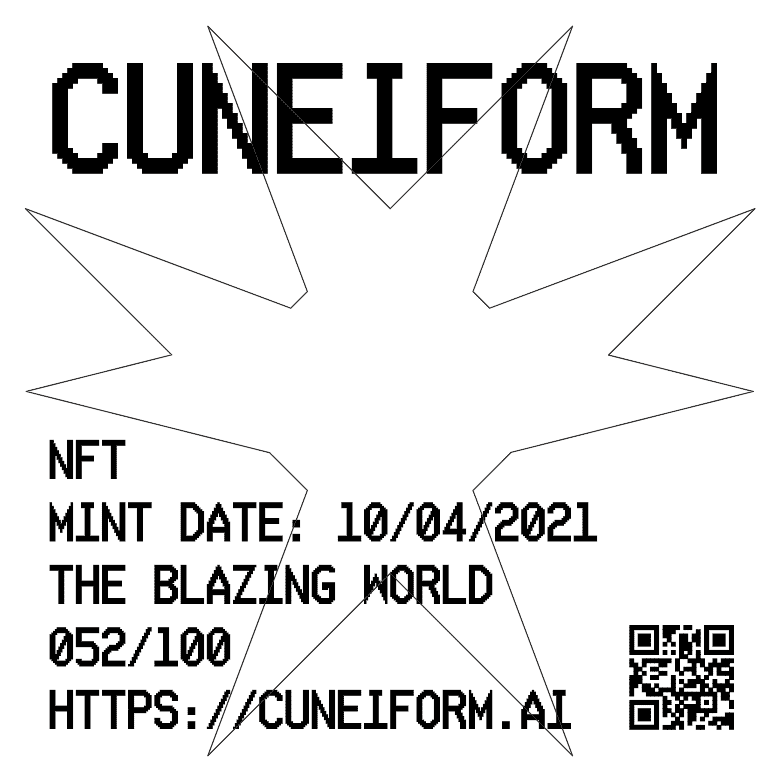 CUNEIFORM
NFT
MINT DATE: 10/04/2021
THE BLAZING WORLD
052/100
HTTPS://CUNEIFORM.AI